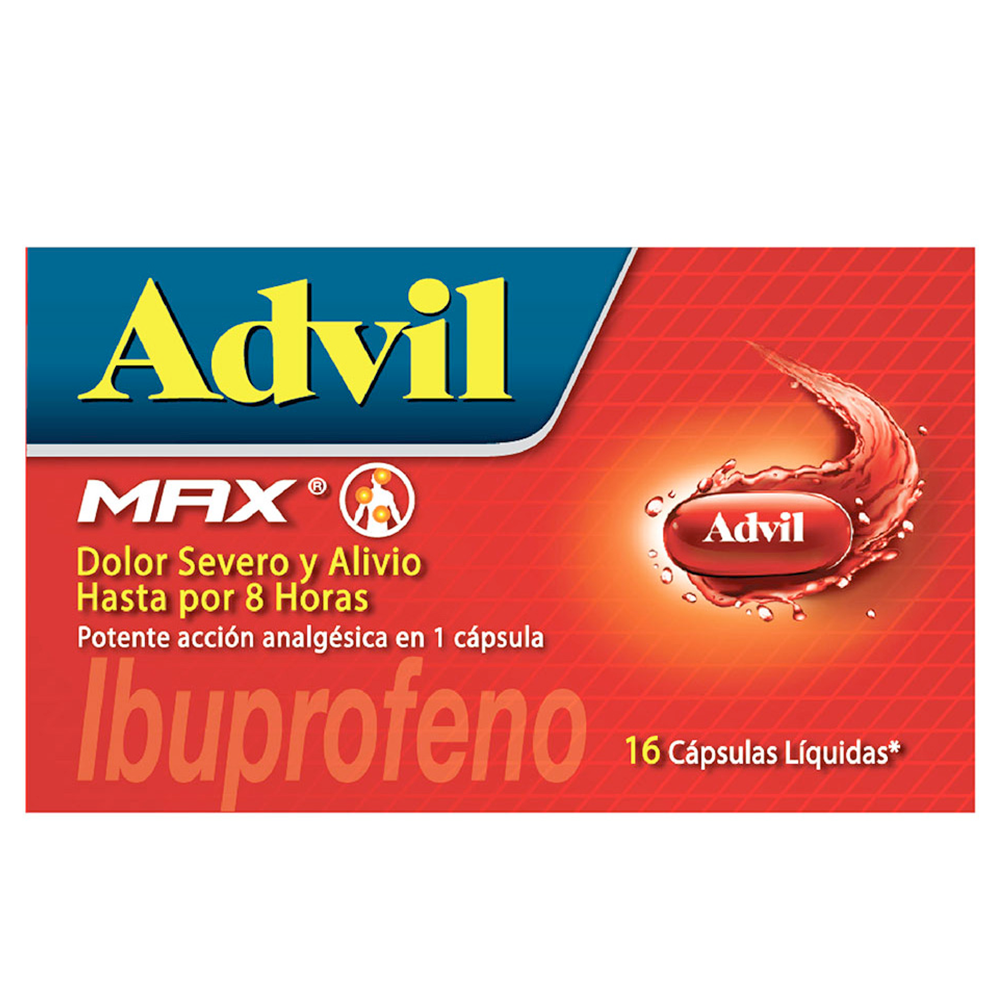 Advil
MAX®
Dolor Severo y Alivio
Hasta por 8 Horas
Potente acción analgésica en 1 cápsula
Ibuprofeno
Advil
16 Cápsulas Líquidas*